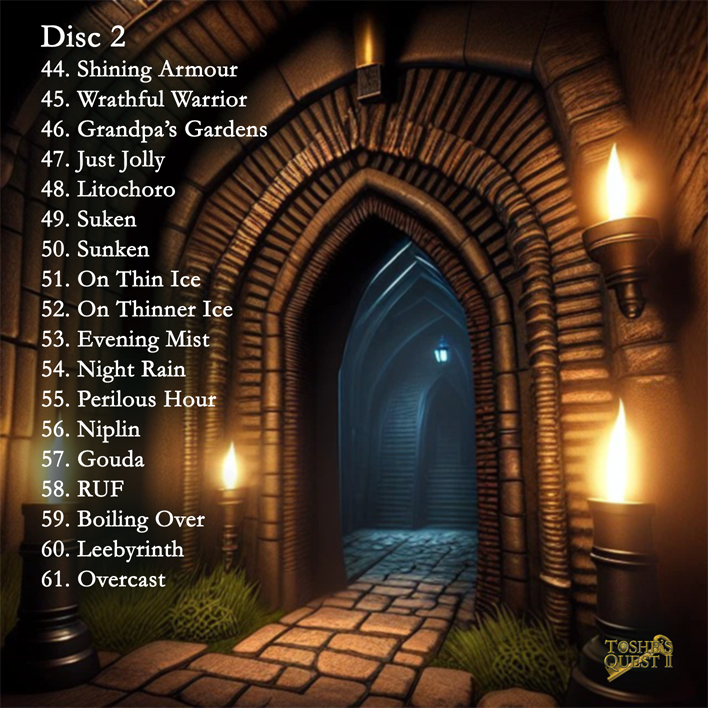 Disc 2
44. Shining Armour
45. Wrathful Warrior
46. Grandpa's Gardens
47. Just Jolly
48. Litochoro
49. Suken
50. Sunken
51. On Thin Ice
52. On Thinner Ice
53. Evening Mist
54. Night Rain
55. Perilous Hour
56. Niplin
57. Gouda
58. RUF
59. Boiling Over
60. Leebyrinth
61. Overcast
TOSHE'S
QUEST II